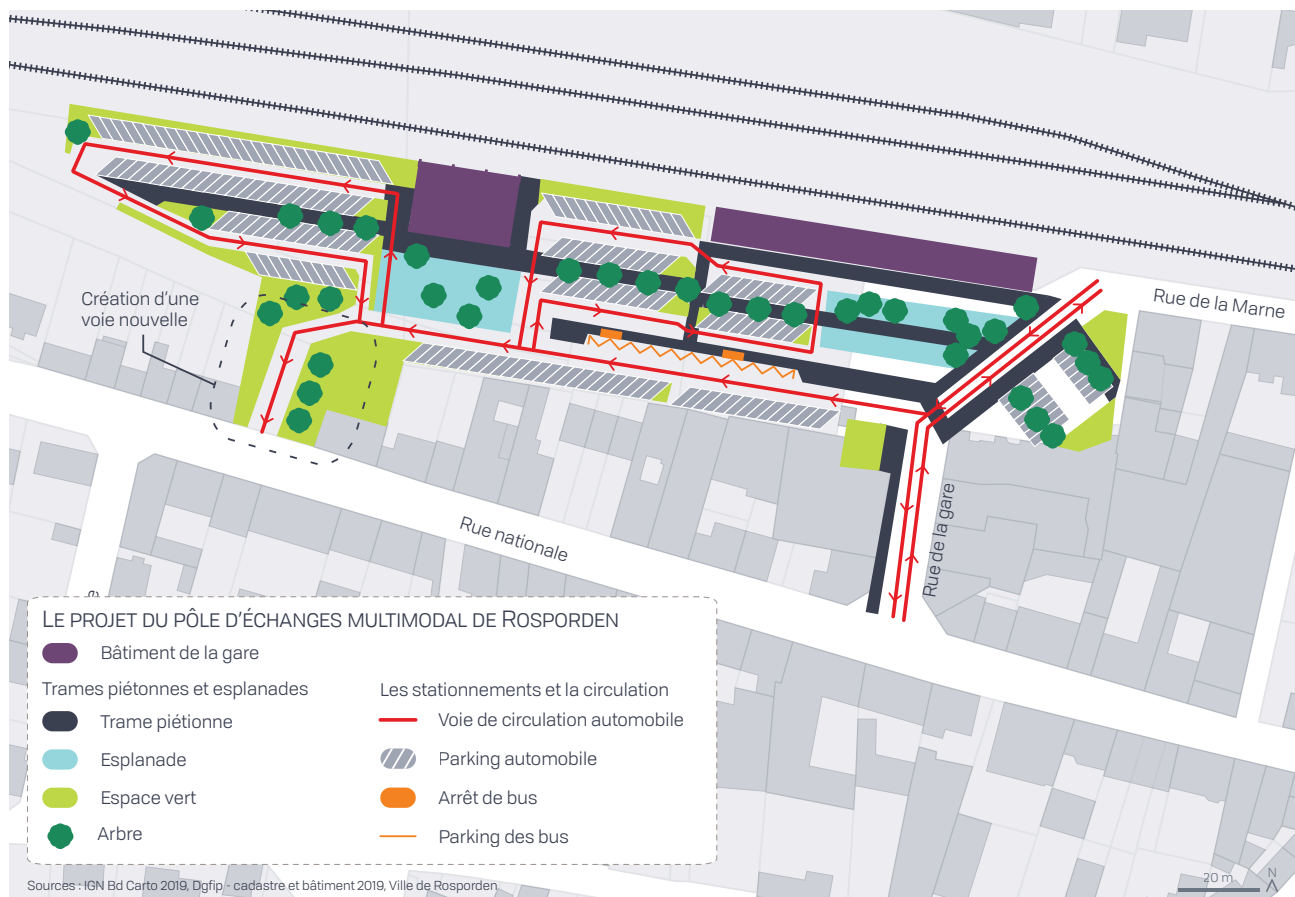 Création d'une
voie nouvelle
Rue de la Marne
Rue nationale
Rue de la gare
e
LE PROJET DU PÔLE D'ÉCHANGES MULTIMODAL DE ROSPORDEN
Bâtiment de la gare
Trames piétonnes et esplanades
Trame piétionne
Esplanade
Espace vert
Arbre
Les stationnements et la circulation
Voie de circulation automobile
Parking automobile
Arrêt de bus
Parking des bus
Sources : IGN Bd Carto 2019, Dgfip - cadastre et bâtiment 2019, Ville de Rosporden
20 m
N